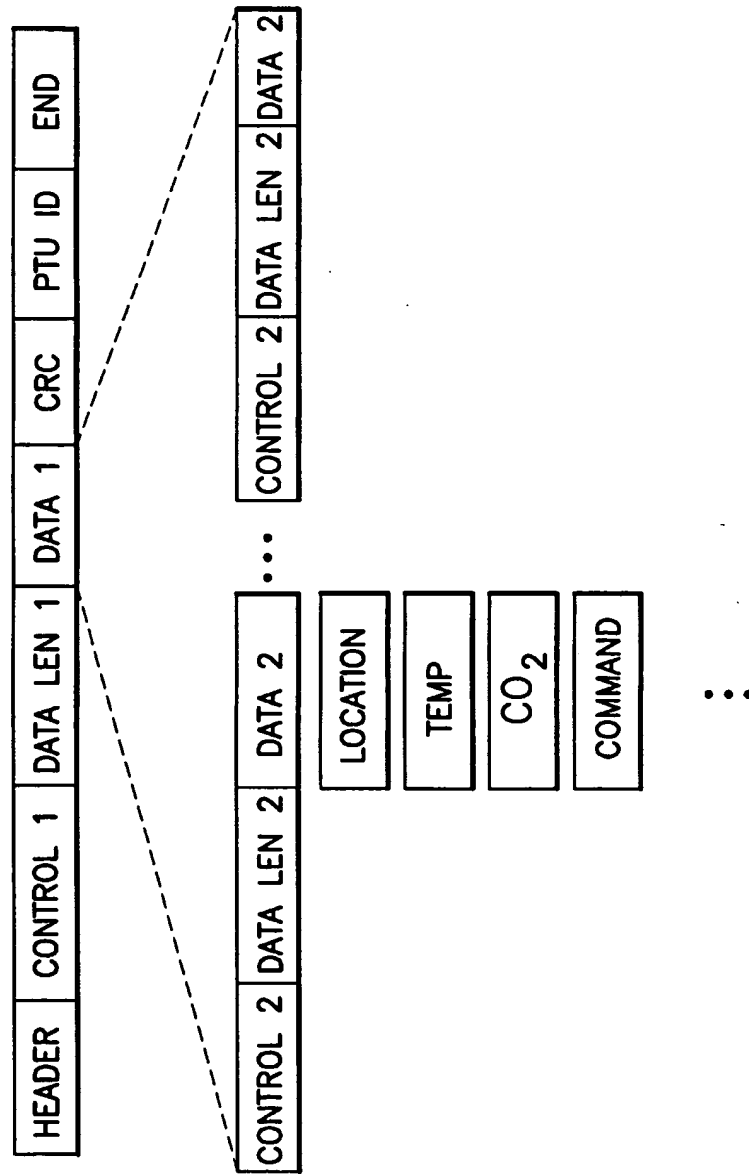 HEADER CONTROL 1 DATA LEN 1 DATA 1 CRC PTU ID END
CONTROL 2 DATA LEN 2 DATA 2 ... CONTROL 2 DATA LEN 2 DATA 2
LOCATION
TEMP
CO₂
COMMAND
...